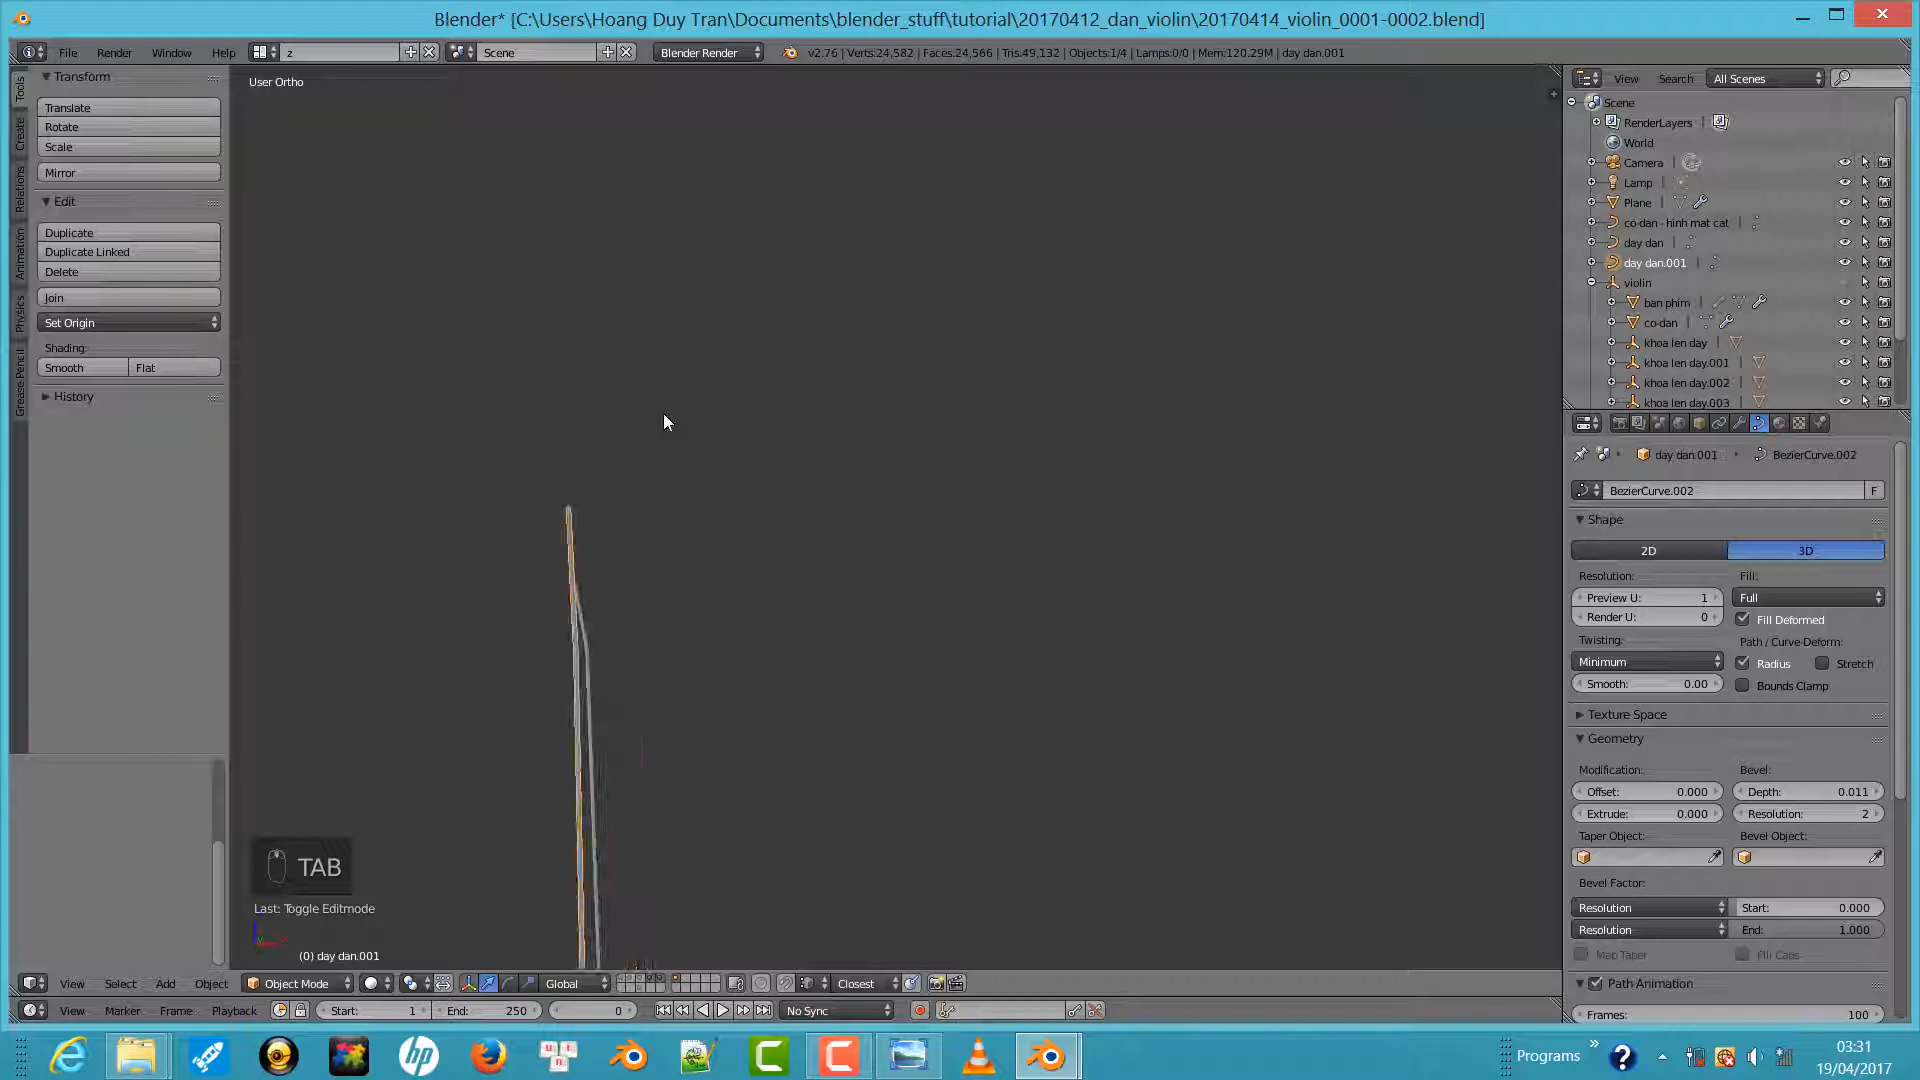 Blender* [C:\Users\Hoang Duy Tran\Documents\blender_stuff\tutorial\20170412_dan_violin\20170414_violin_0001-0002.blend]
File Render Window Help z Scene Blender Render v2.76 | Verts:24,582 | Faces:24,566 | Tris:49,132 | Objects:1/4 | Lamps:0/0 | Mem:120.29M | day dan.001
Tools
Create
Relations
Animation
Physics
Grease Pencil
Transform
Translate
Rotate
Scale
Mirror
Edit
Duplicate
Duplicate Linked
Delete
Join
Set Origin
Shading:
Smooth Flat
History
User Ortho
TAB
Last: Toggle Editmode
(0) day dan.001
View Search All Scenes
Scene
RenderLayers
World
Camera
Lamp
Plane
co-dan - hinh mat cat
day dan
day dan.001
violin
ban phim
co-dan
khoa len day
khoa len day.001
khoa len day.002
khoa len day.003
day dan.001 BezierCurve.002
BezierCurve.002 F
Shape
2D 3D
Resolution: Fill:
Preview U: 1 Full
Render U: 0 Fill Deformed
Twisting: Path / Curve-Deform:
Minimum Radius Stretch
Smooth: 0.00 Bounds Clamp
Texture Space
Geometry
Modification: Bevel:
Offset: 0.000 Depth: 0.011
Extrude: 0.000 Resolution: 2
Taper Object: Bevel Object:
Bevel Factor:
Resolution Start: 0.000
Resolution End: 1.000
Map Taper Fill Caps
Path Animation
Frames: 100
View Select Add Object Object Mode Global Closest
View Marker Frame Playback Start: 1 End: 250 0 No Sync
Programs
03:31
19/04/2017